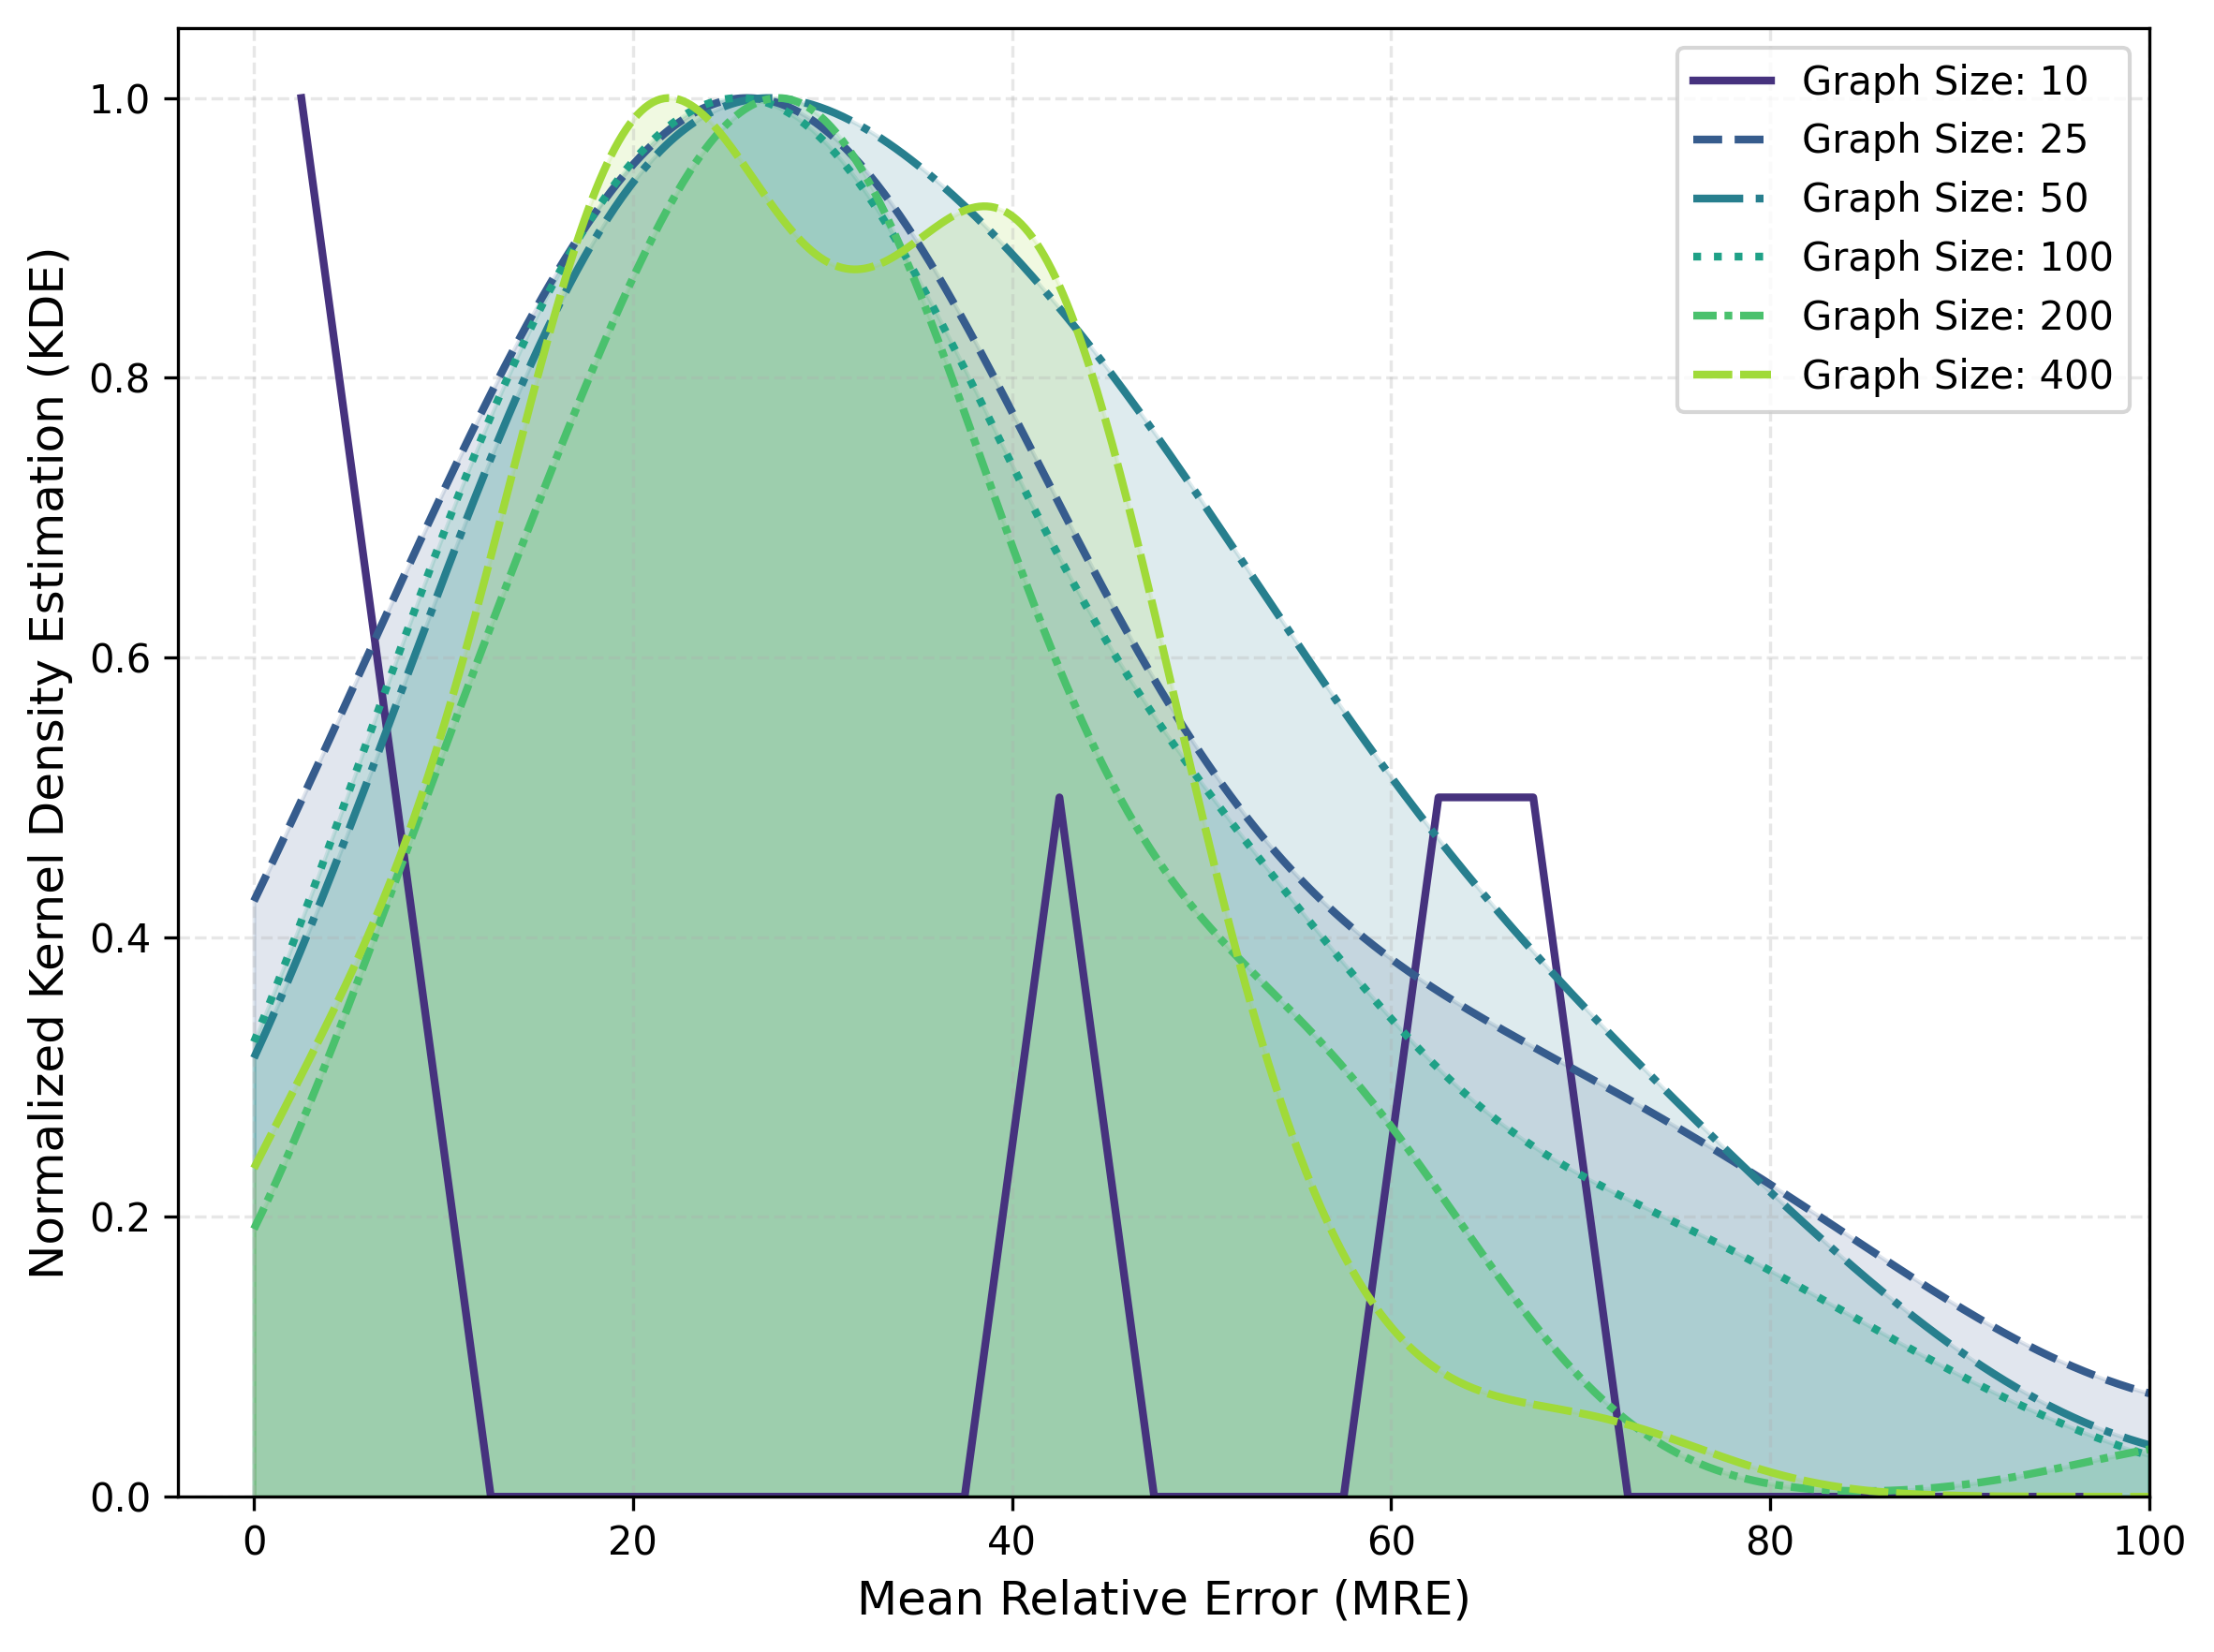 Normalized Kernel Density Estimation (KDE)
1.0
0.8
0.6
0.4
0.2
0.0
Graph Size: 10
Graph Size: 25
Graph Size: 50
Graph Size: 100
Graph Size: 200
Graph Size: 400
0 20 40 60 80 100
Mean Relative Error (MRE)